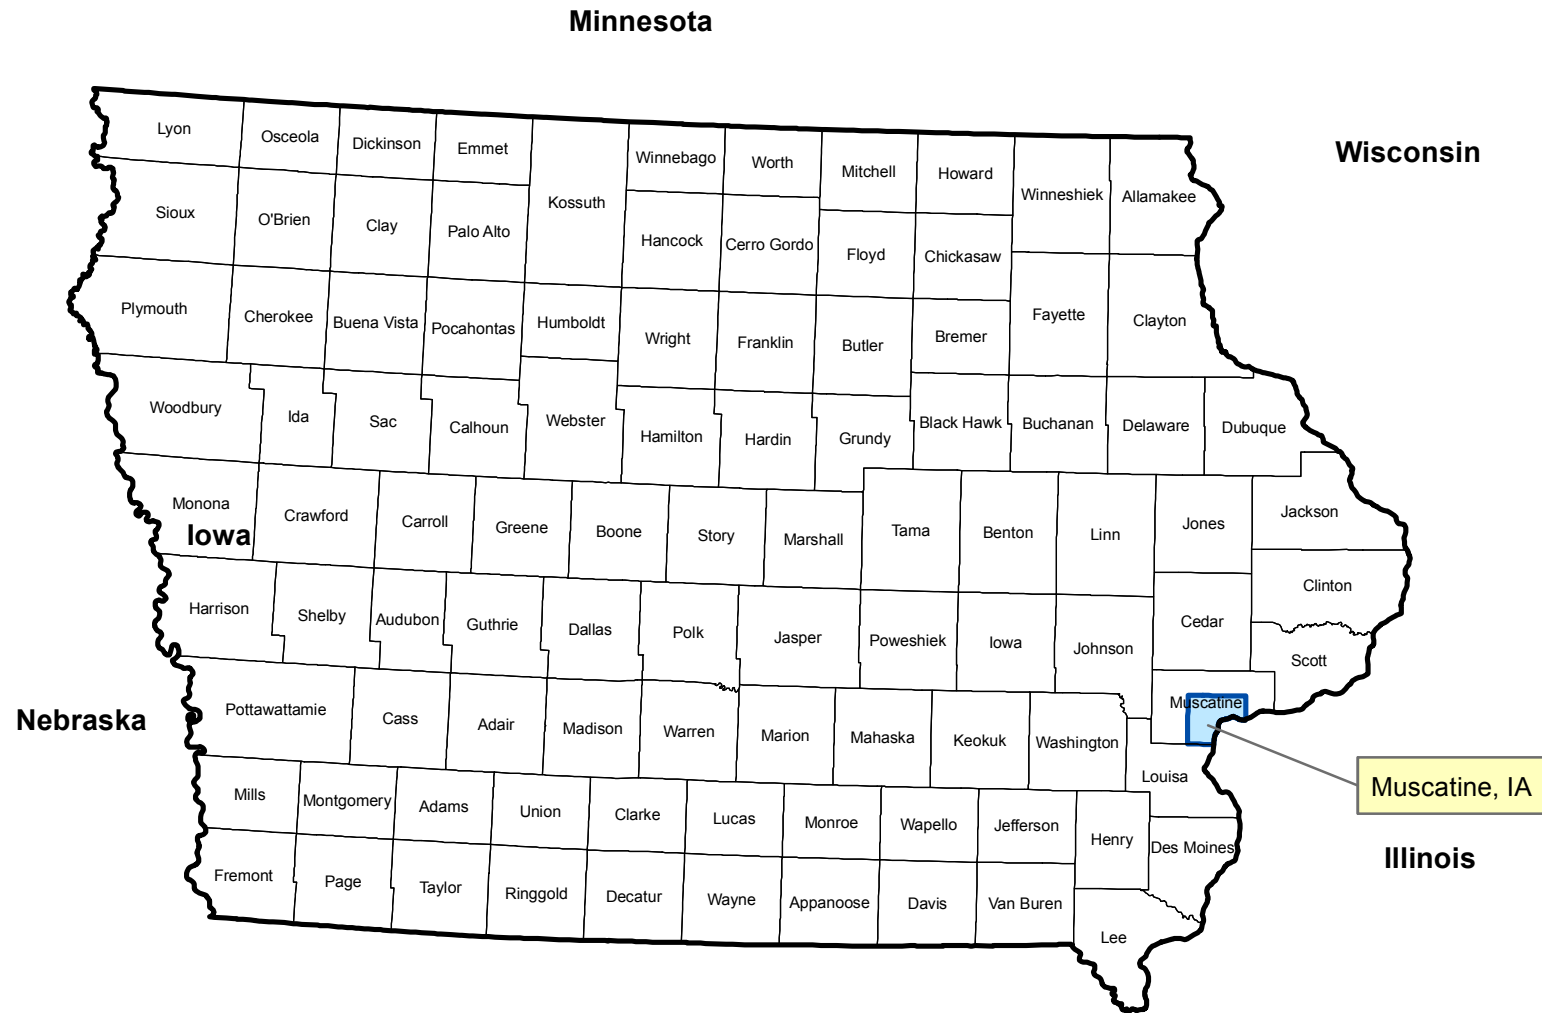 Minnesota
Wisconsin
Lyon
Osceola
Dickinson
Emmet
Kossuth
Winnebago
Worth
Mitchell
Howard
Winneshiek
Allamakee
Sioux
O'Brien
Clay
Palo Alto
Hancock
Cerro Gordo
Floyd
Chickasaw
Plymouth
Cherokee
Buena Vista
Pocahontas
Humboldt
Wright
Franklin
Butler
Bremer
Fayette
Clayton
Woodbury
Ida
Sac
Calhoun
Webster
Hamilton
Hardin
Grundy
Black Hawk
Buchanan
Delaware
Dubuque
Monona
Iowa
Crawford
Carroll
Greene
Boone
Story
Marshall
Tama
Benton
Linn
Jones
Jackson
Harrison
Shelby
Audubon
Guthrie
Dallas
Polk
Jasper
Poweshiek
Iowa
Johnson
Cedar
Clinton
Scott
Nebraska
Pottawattamie
Cass
Adair
Madison
Warren
Marion
Mahaska
Keokuk
Washington
Muscatine
Louisa
Muscatine, IA
Mills
Montgomery
Adams
Union
Clarke
Lucas
Monroe
Wapello
Jefferson
Henry
Des Moines
Illinois
Fremont
Page
Taylor
Ringgold
Decatur
Wayne
Appanoose
Davis
Van Buren
Lee